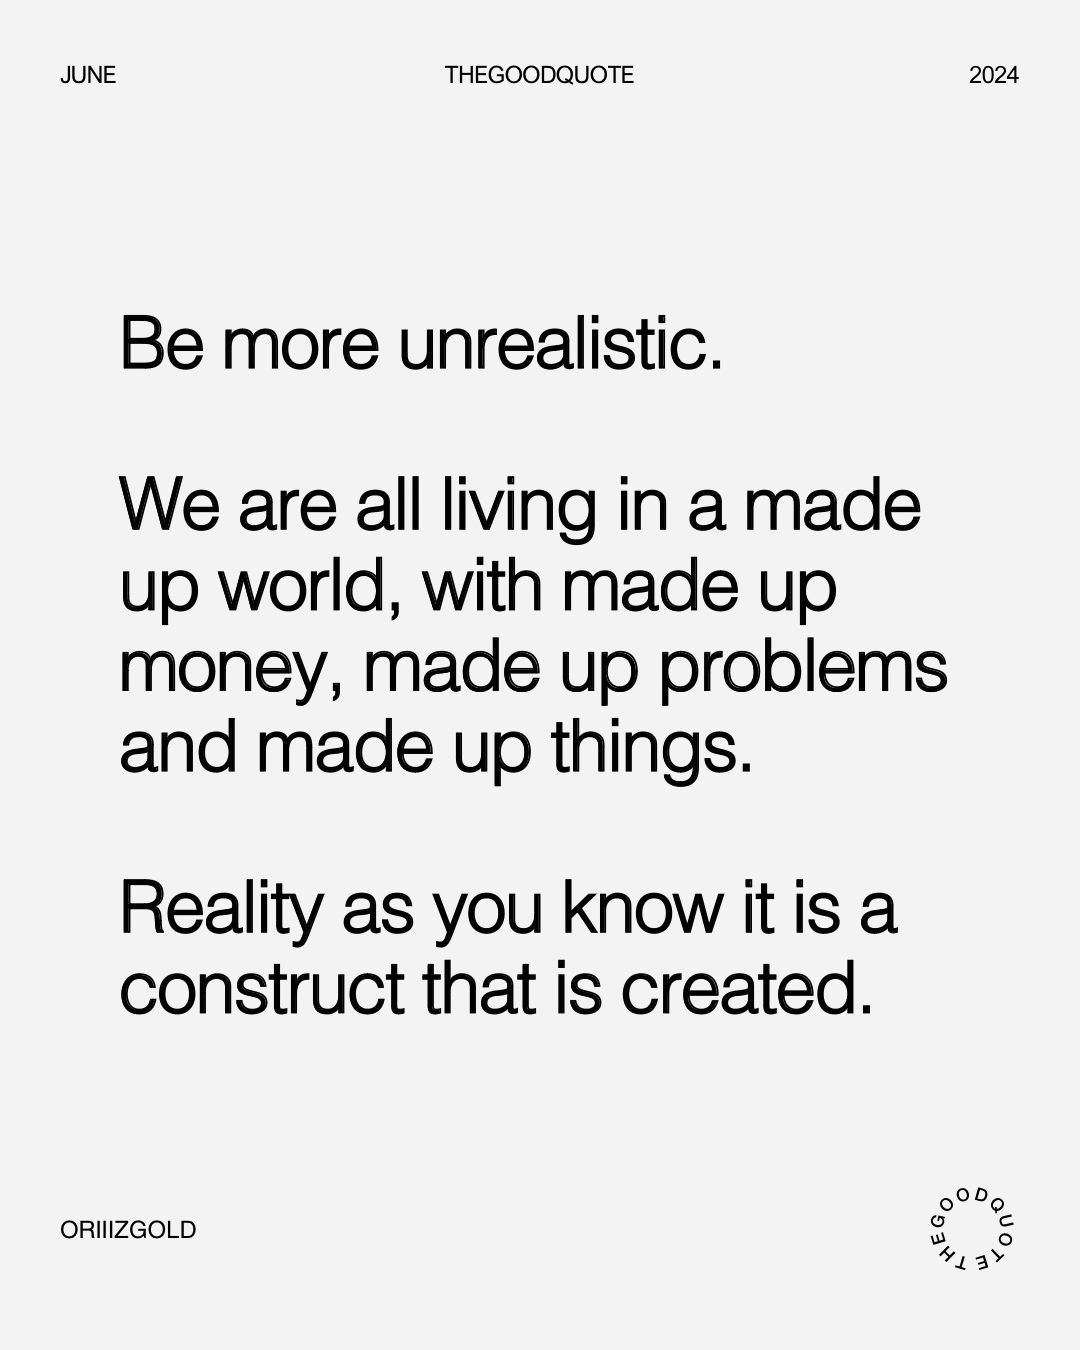 JUNE THEGOODQUOTE 2024
Be more unrealistic.
We are all living in a made
up world, with made up
money, made up problems
and made up things.
Reality as you know it is a
construct that is created.
ORIIIZGOLD
THEGOODQUOTE